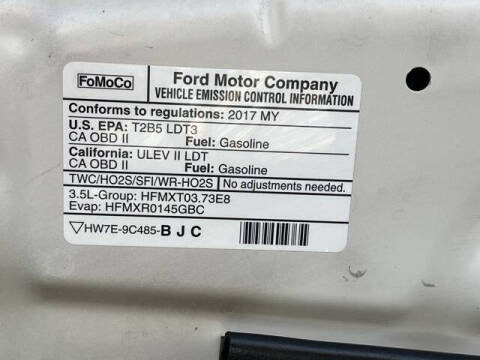 FoMoCo
Ford Motor Company
VEHICLE EMISSION CONTROL INFORMATION
Conforms to regulations: 2017 MY
U.S. EPA: T2B5 LDT3
CA OBD II Fuel: Gasoline
California: ULEV II LDT
CA OBD II Fuel: Gasoline
TWC/HO2S/SFI/WR-HO2S No adjustments needed.
3.5L-Group: HFMXT03.73E8
Evap: HFMXR0145GBC
HW7E-9C485-BJC